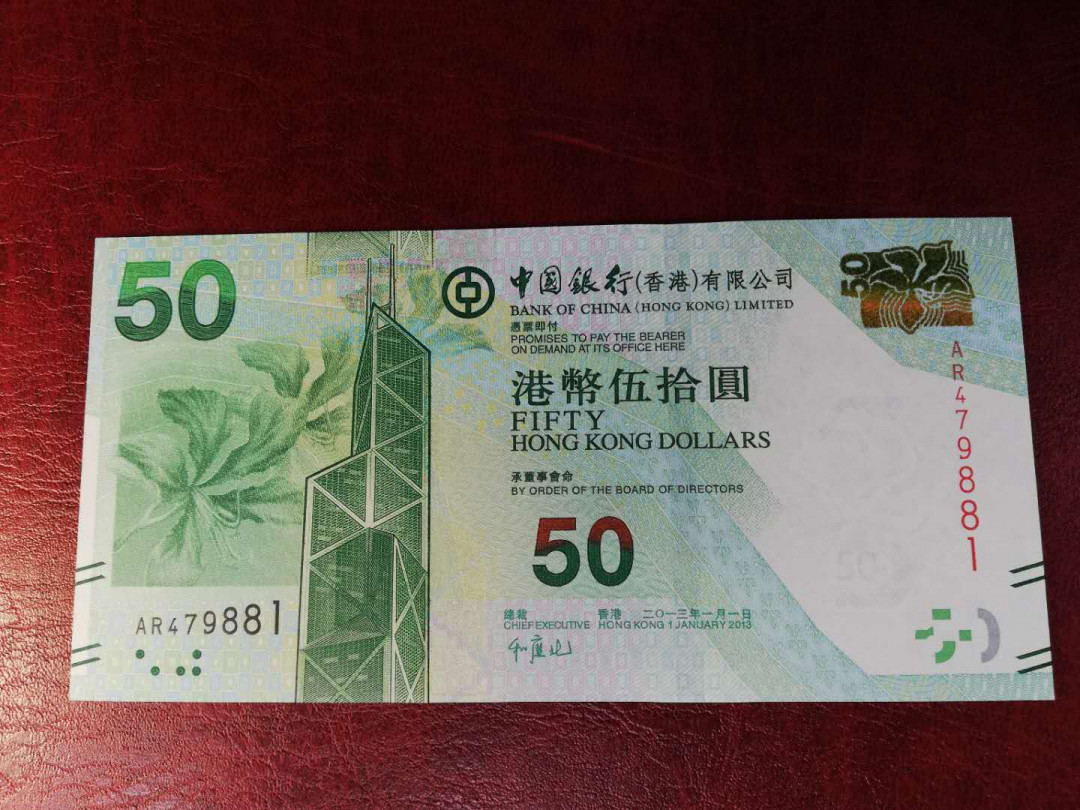 50
中國銀行(香港)有限公司
BANK OF CHINA (HONG KONG) LIMITED
憑票即付
PROMISES TO PAY THE BEARER
ON DEMAND AT ITS OFFICE HERE
港幣伍拾圓
FIFTY
HONG KONG DOLLARS
承董事會命
BY ORDER OF THE BOARD OF DIRECTORS
50
總裁 香港 二〇一三年一月一日
CHIEF EXECUTIVE HONG KONG 1 JANUARY 2013
和廣北
AR479881
50
AR479881